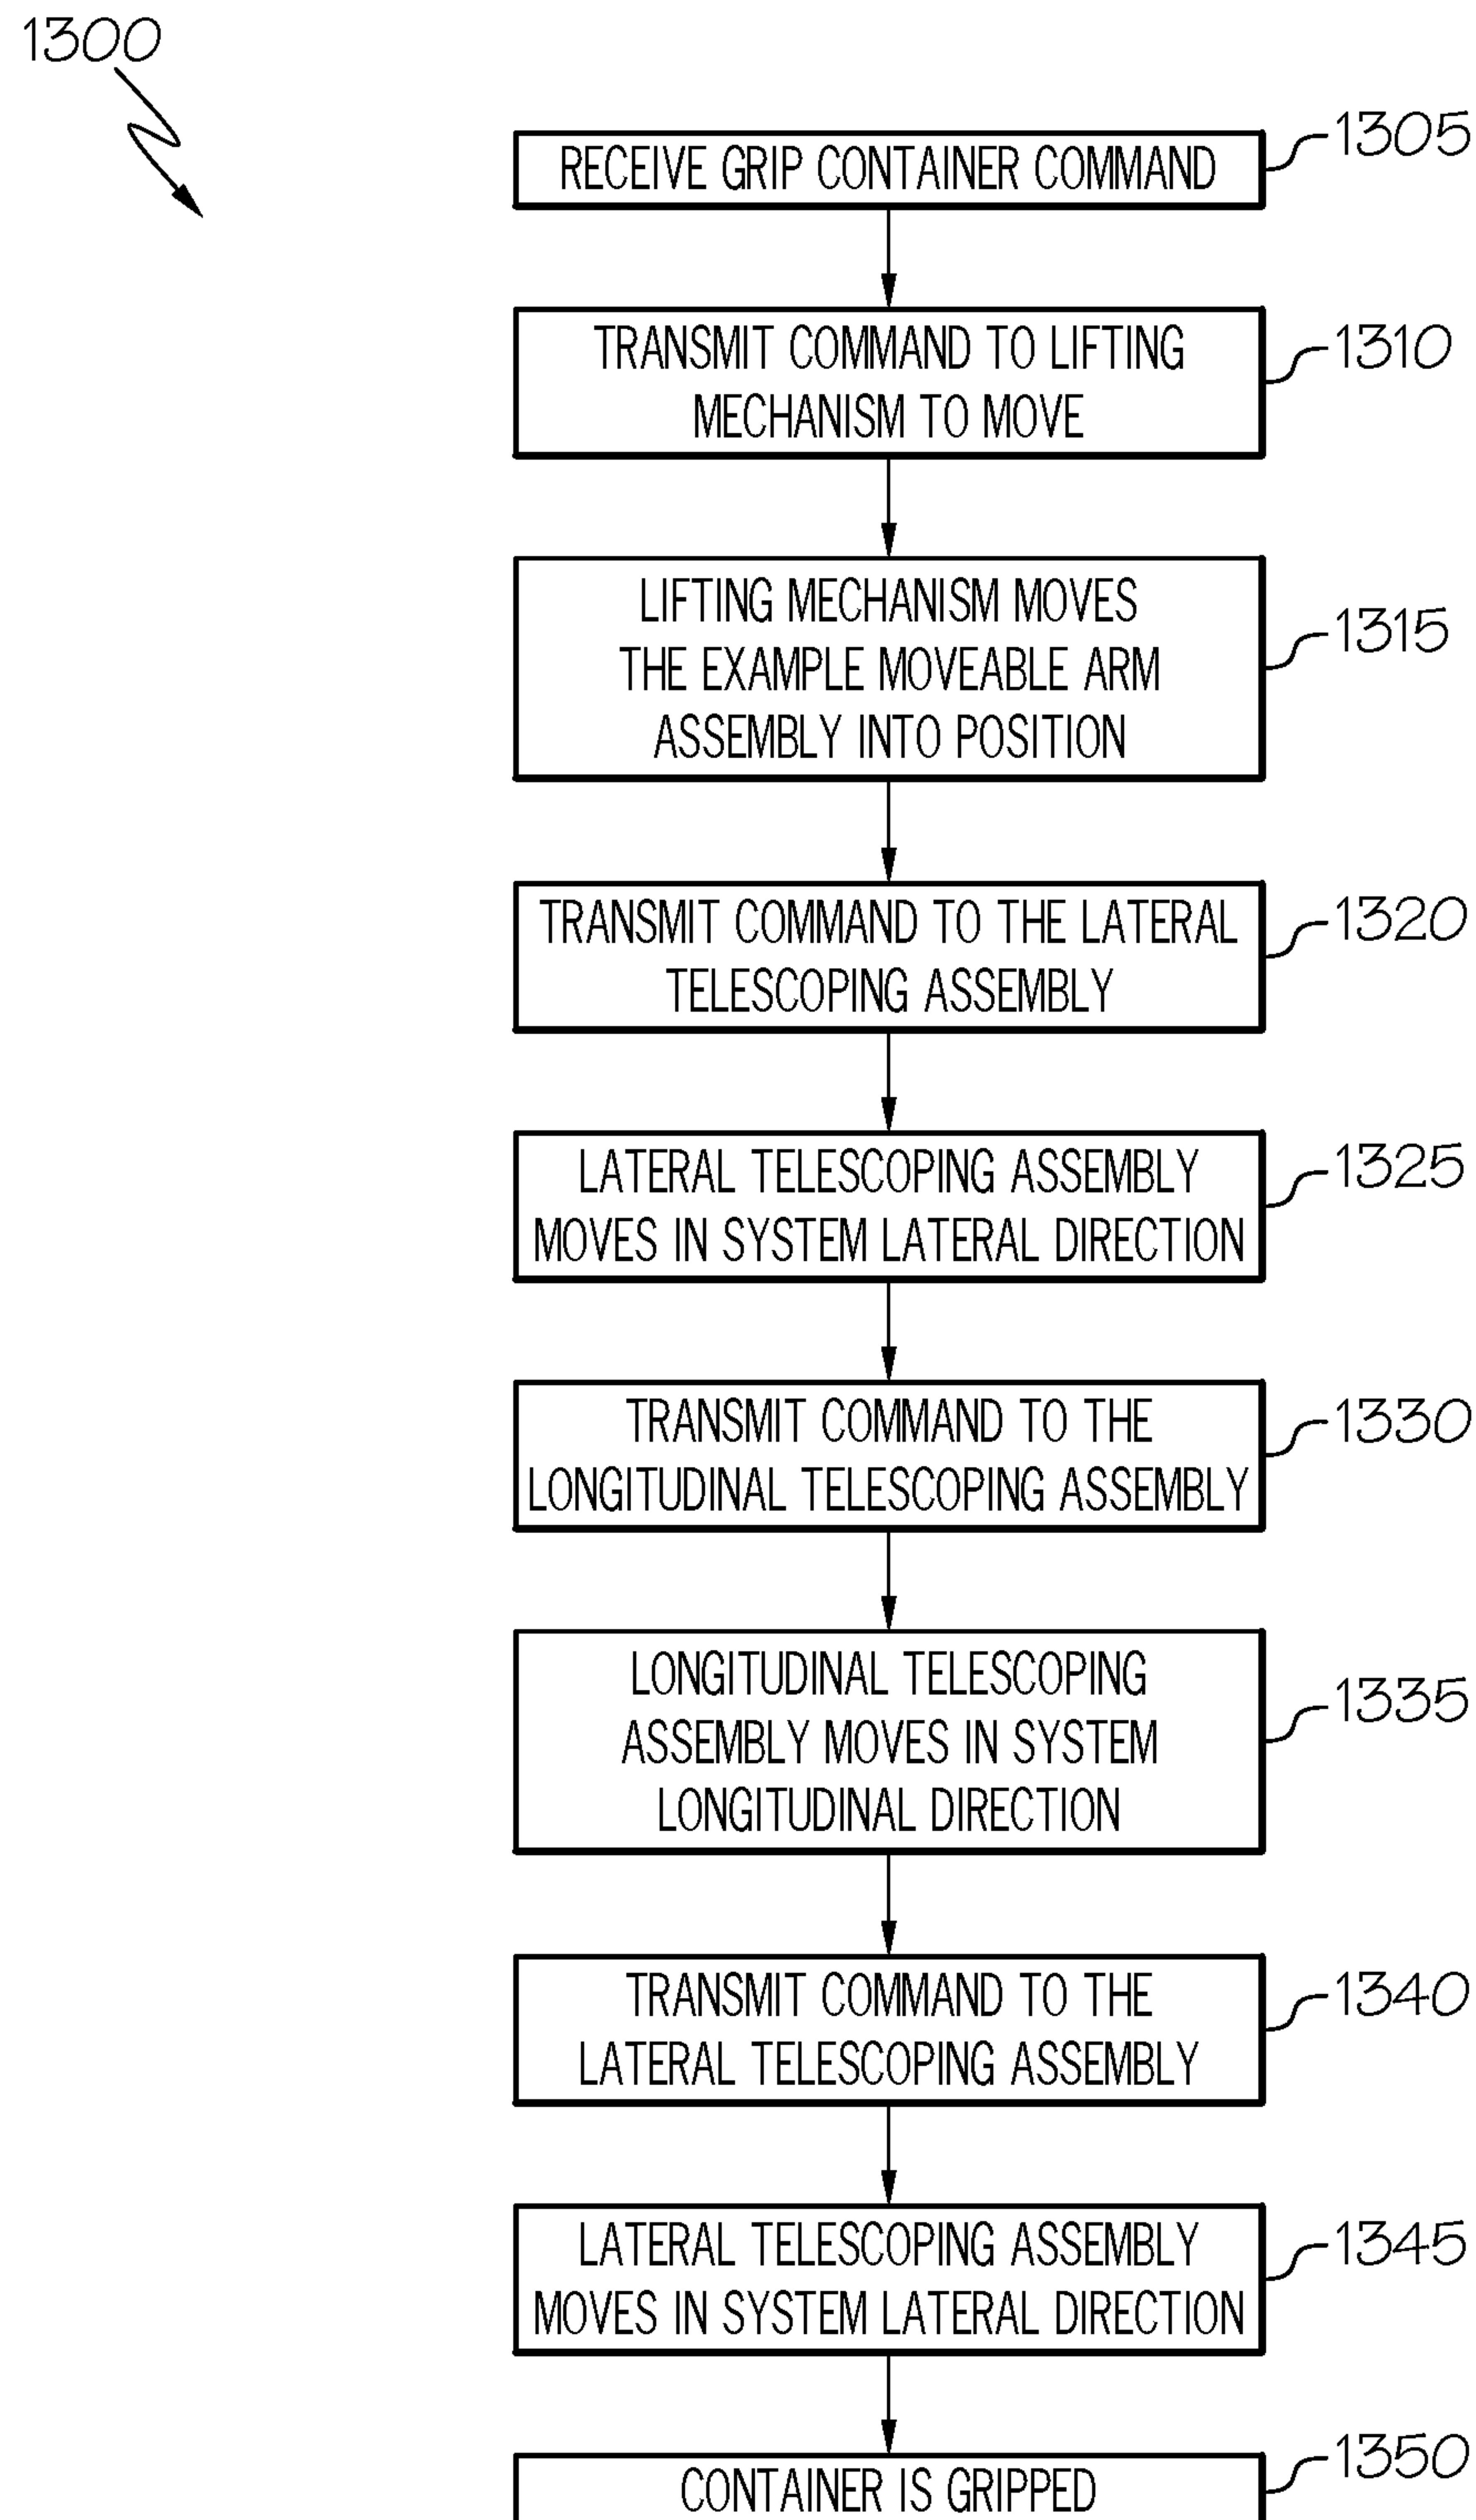 1300
RECEIVE GRIP CONTAINER COMMAND
1305
TRANSMIT COMMAND TO LIFTING
MECHANISM TO MOVE
1310
LIFTING MECHANISM MOVES
THE EXAMPLE MOVEABLE ARM
ASSEMBLY INTO POSITION
1315
TRANSMIT COMMAND TO THE LATERAL
TELESCOPING ASSEMBLY
1320
LATERAL TELESCOPING ASSEMBLY
MOVES IN SYSTEM LATERAL DIRECTION
1325
TRANSMIT COMMAND TO THE
LONGITUDINAL TELESCOPING ASSEMBLY
1330
LONGITUDINAL TELESCOPING
ASSEMBLY MOVES IN SYSTEM
LONGITUDINAL DIRECTION
1335
TRANSMIT COMMAND TO THE
LATERAL TELESCOPING ASSEMBLY
1340
LATERAL TELESCOPING ASSEMBLY
MOVES IN SYSTEM LATERAL DIRECTION
1345
CONTAINER IS GRIPPED
1350